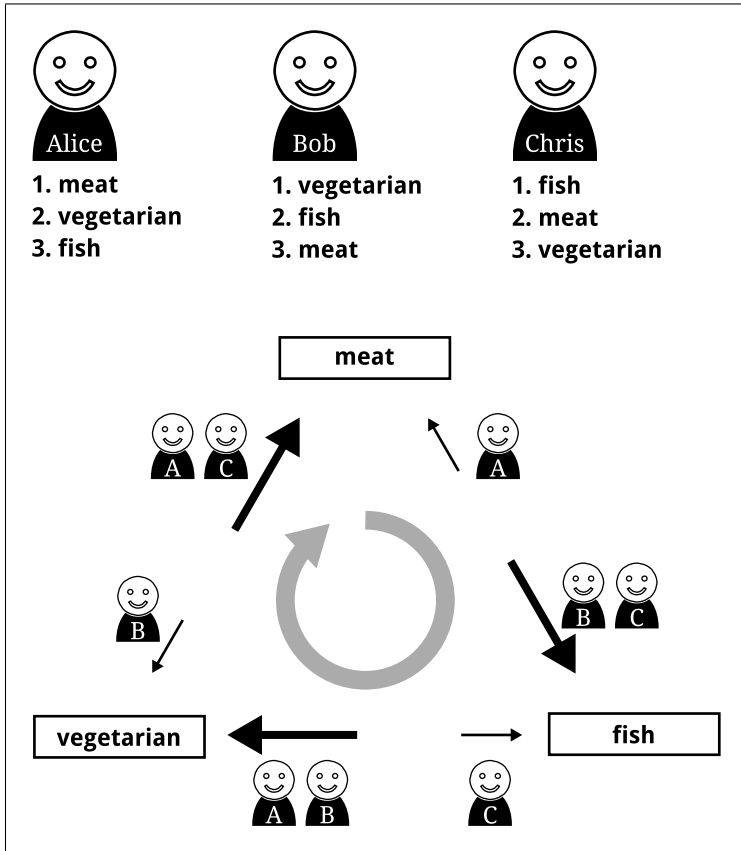 Alice
Bob
Chris
1. meat
2. vegetarian
3. fish
1. vegetarian
2. fish
3. meat
1. fish
2. meat
3. vegetarian
meat
A C
A
B
B C
vegetarian
fish
A B
C